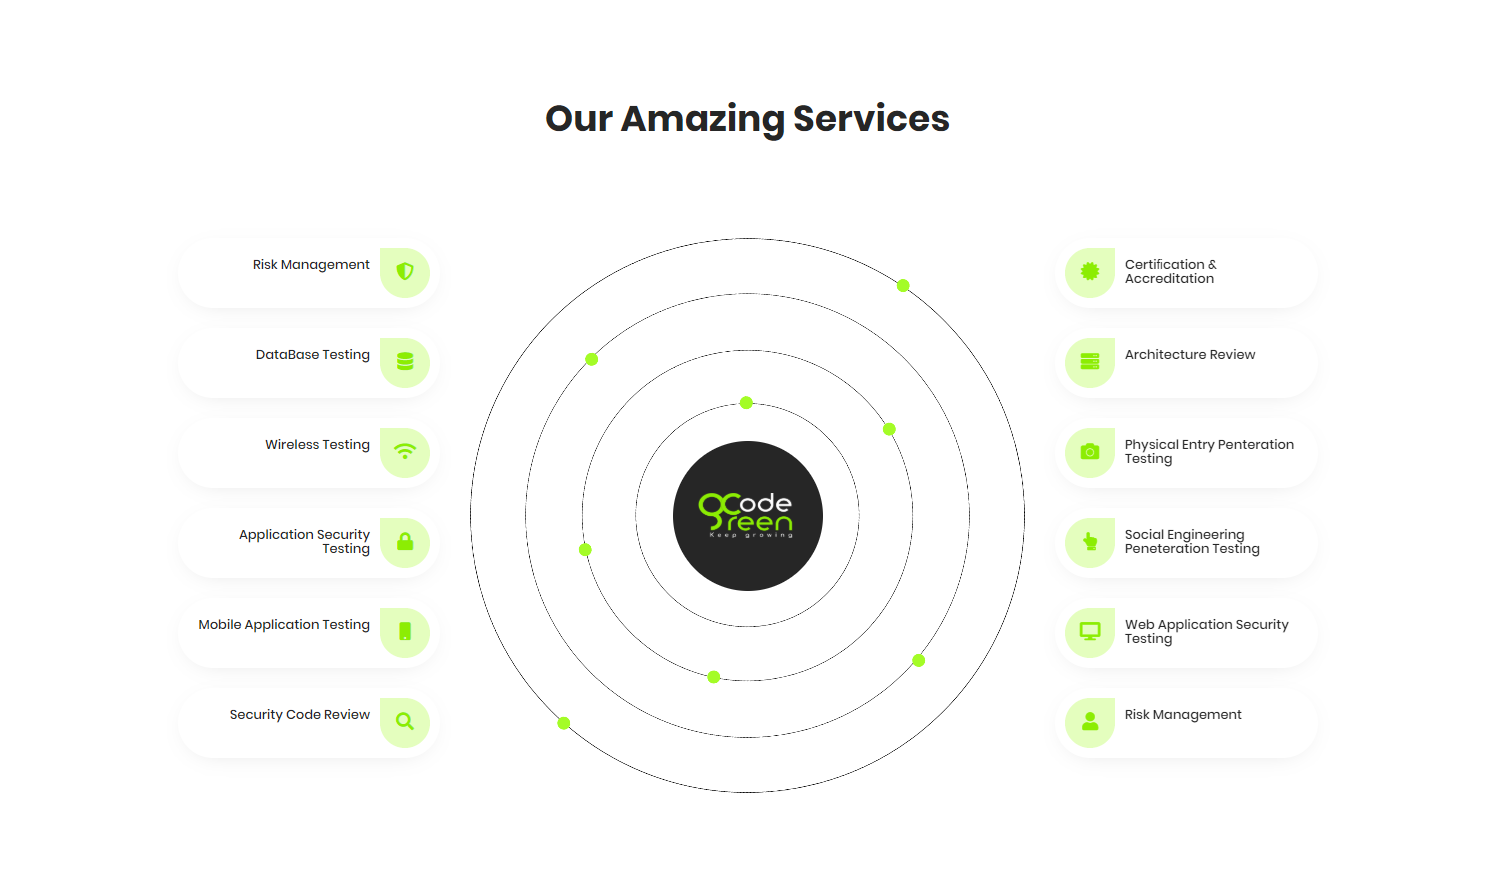 Our Amazing Services
Risk Management
DataBase Testing
Wireless Testing
Application Security
Testing
Mobile Application Testing
Security Code Review
gCode
green
Keep growing
Certification &
Accreditation
Architecture Review
Physical Entry Penteration
Testing
Social Engineering
Peneteration Testing
Web Application Security
Testing
Risk Management